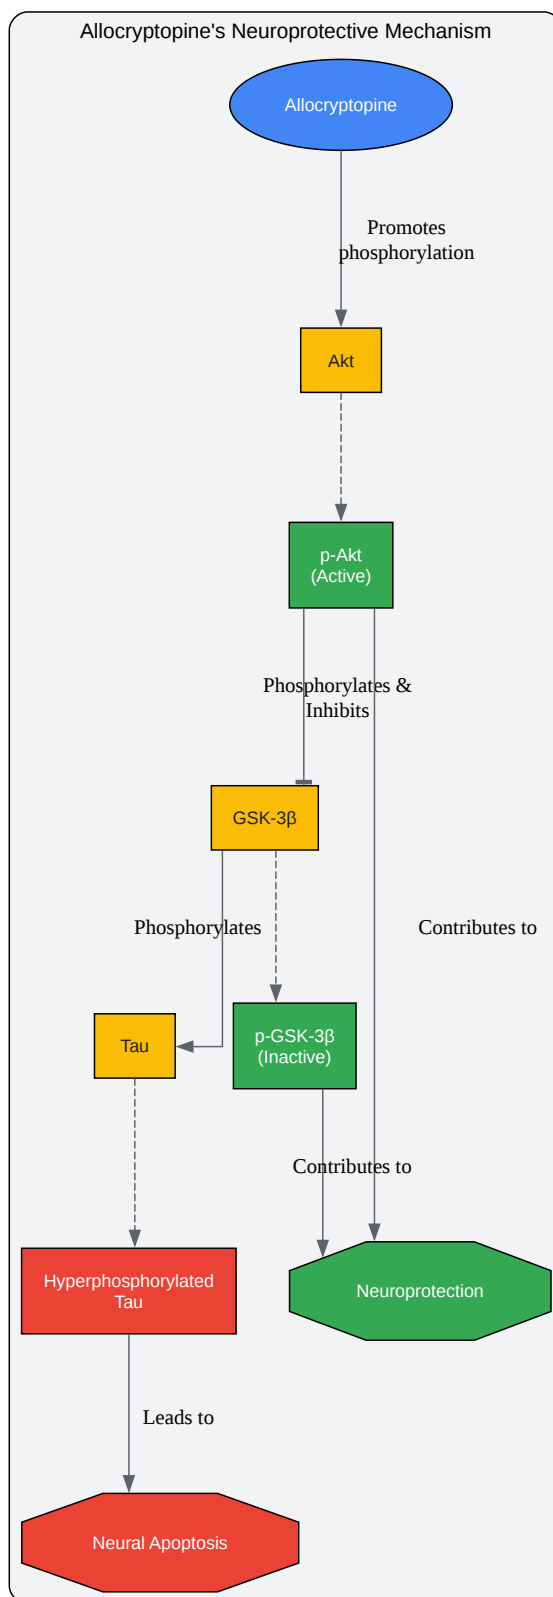 Allocryptopine's Neuroprotective Mechanism
Allocryptopine
Promotes
phosphorylation
Akt
p-Akt
(Active)
Phosphorylates &
Inhibits
GSK-3β
Phosphorylates
Contributes to
Tau
p-GSK-3β
(Inactive)
Contributes to
Hyperphosphorylated
Tau
Neuroprotection
Leads to
Neural Apoptosis